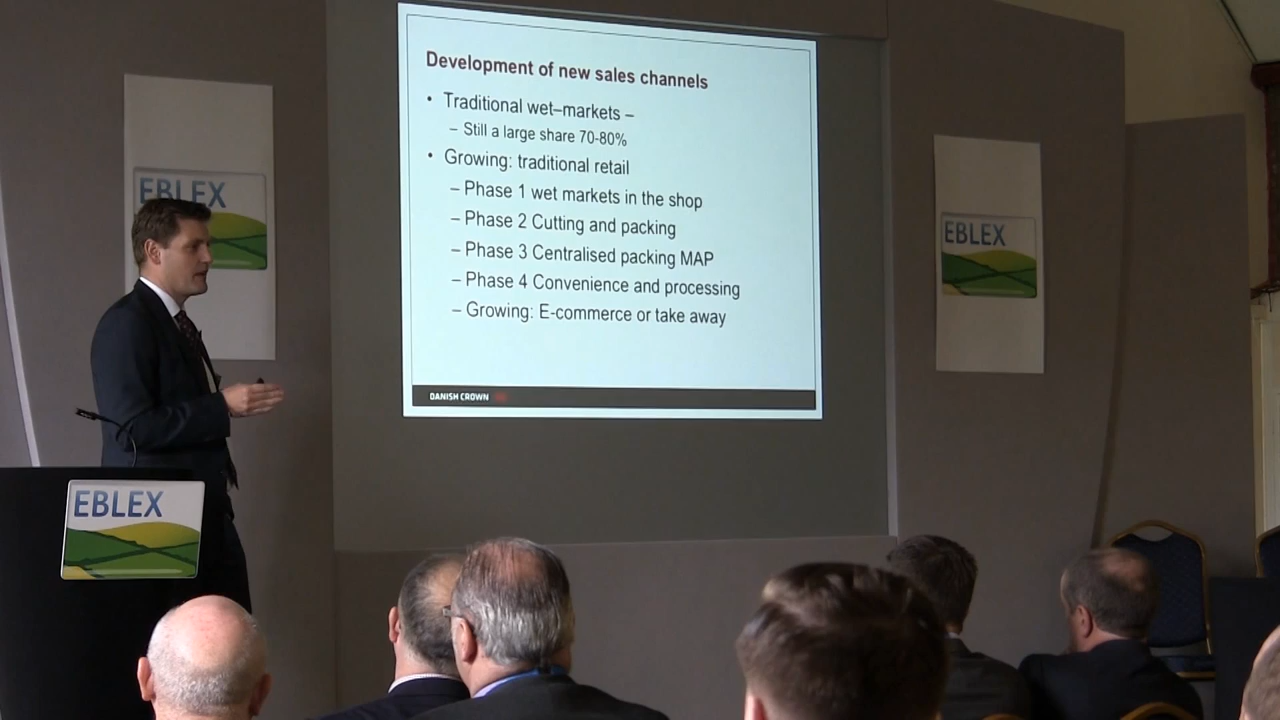 Development of new sales channels
• Traditional wet–markets –
– Still a large share 70-80%
• Growing: traditional retail
– Phase 1 wet markets in the shop
– Phase 2 Cutting and packing
– Phase 3 Centralised packing MAP
– Phase 4 Convenience and processing
– Growing: E-commerce or take away
DANISH CROWN
EBLEX
EBLEX
EBLEX